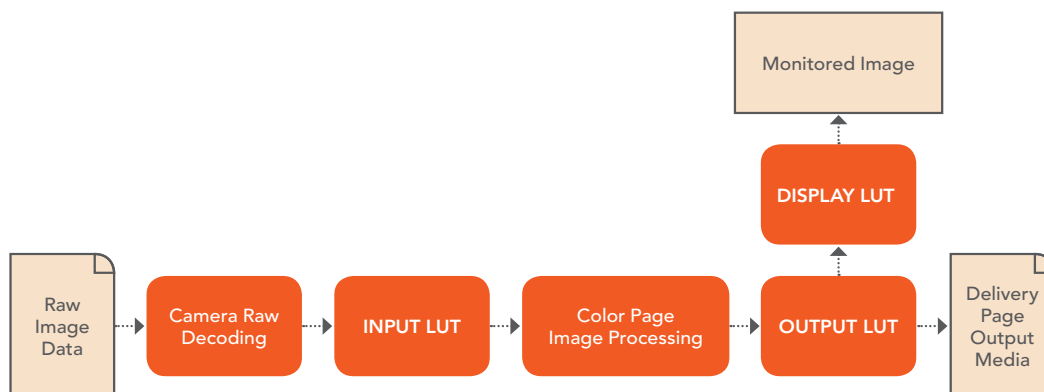 Monitored Image
DISPLAY LUT
Raw
Image
Data
Camera Raw
Decoding
INPUT LUT
Color Page
Image Processing
OUTPUT LUT
Delivery
Page
Output
Media